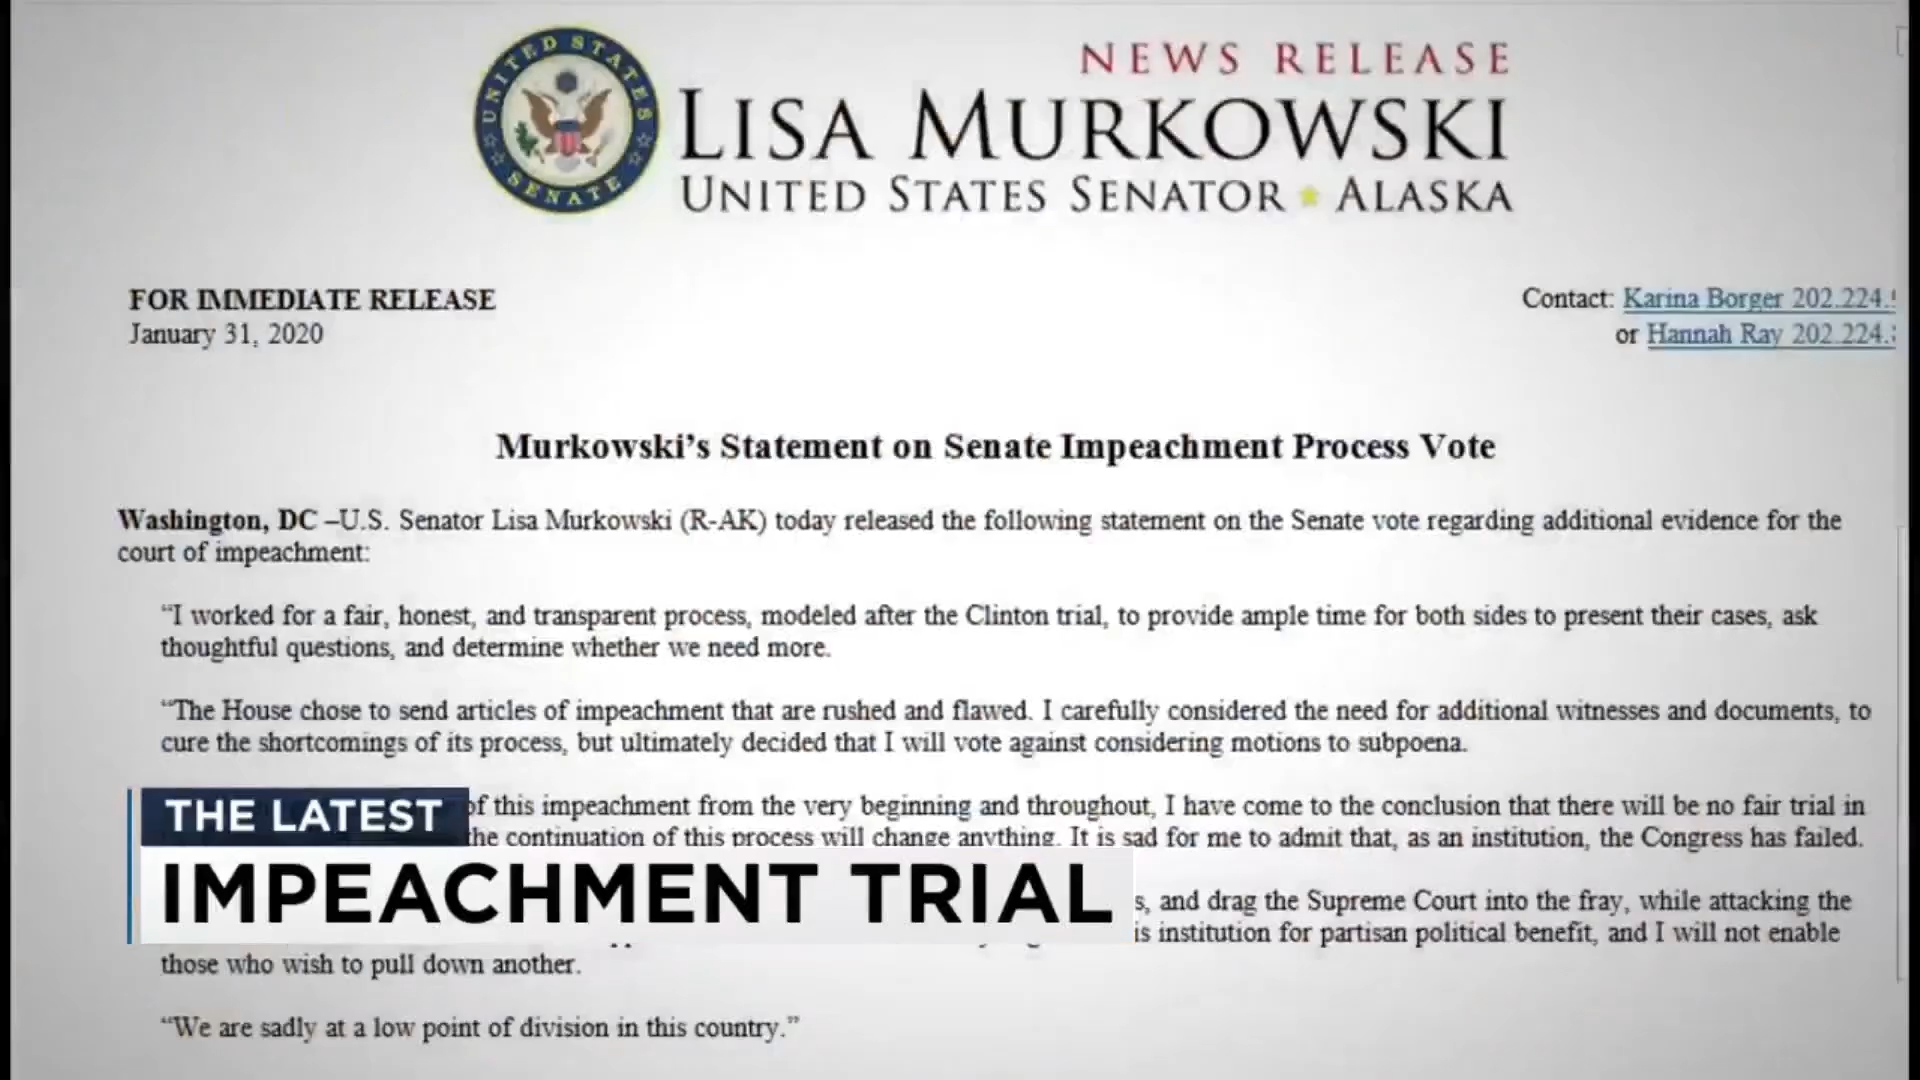 UNITED STATES SENATE
NEWS RELEASE
LISA MURKOWSKI
UNITED STATES SENATOR ★ ALASKA
FOR IMMEDIATE RELEASE
January 31, 2020
Contact: Karina Borger 202.224.
or Hannah Ray 202.224.
Murkowski's Statement on Senate Impeachment Process Vote
Washington, DC –U.S. Senator Lisa Murkowski (R-AK) today released the following statement on the Senate vote regarding additional evidence for the
court of impeachment:
“I worked for a fair, honest, and transparent process, modeled after the Clinton trial, to provide ample time for both sides to present their cases, ask
thoughtful questions, and determine whether we need more.
“The House chose to send articles of impeachment that are rushed and flawed. I carefully considered the need for additional witnesses and documents, to
cure the shortcomings of its process, but ultimately decided that I will vote against considering motions to subpoena.
of this impeachment from the very beginning and throughout, I have come to the conclusion that there will be no fair trial in
the continuation of this process will change anything. It is sad for me to admit that, as an institution, the Congress has failed.
s, and drag the Supreme Court into the fray, while attacking the
is institution for partisan political benefit, and I will not enable
those who wish to pull down another.
“We are sadly at a low point of division in this country.”
THE LATEST
IMPEACHMENT TRIAL